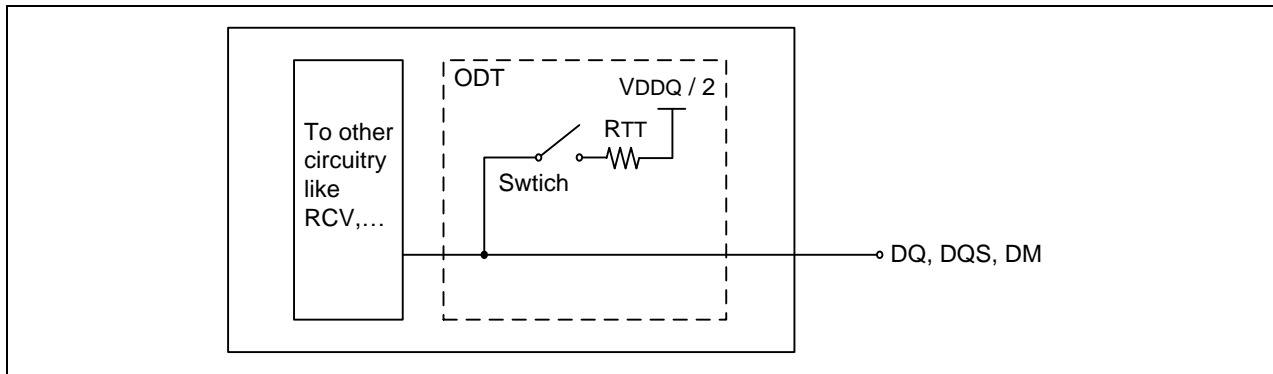 ODT
VDDQ / 2
RTT
Swtich
To other
circuitry
like
RCV,…
DQ, DQS, DM